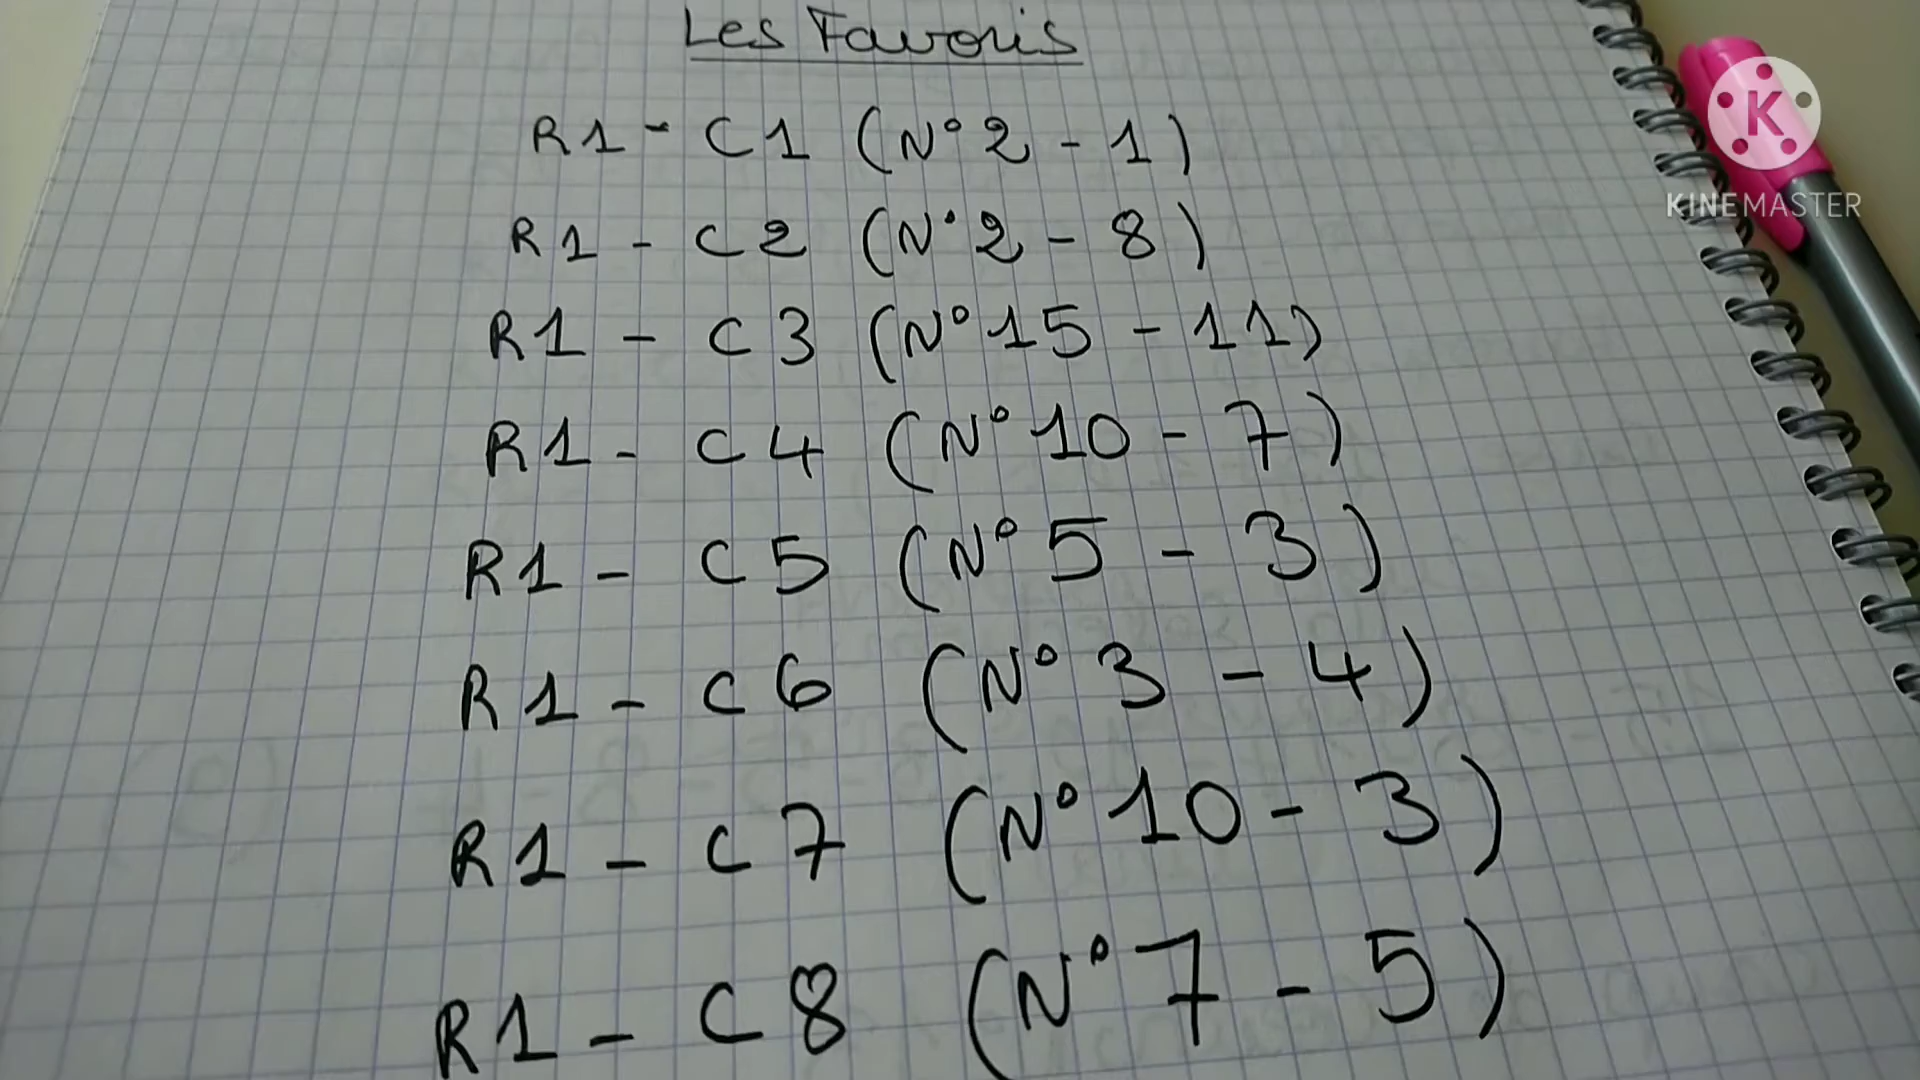 Les Favoris
R1 - C1 (N° 2 - 1)
R1 - C2 (N° 2 - 8)
R1 - C3 (N° 15 - 11)
R1 - C4 (N° 10 - 7)
R1 - C5 (N° 5 - 3)
R1 - C6 (N° 3 - 4)
R1 - C7 (N° 10 - 3)
R1 - C8 (N° 7 - 5)
K
KINEMASTER